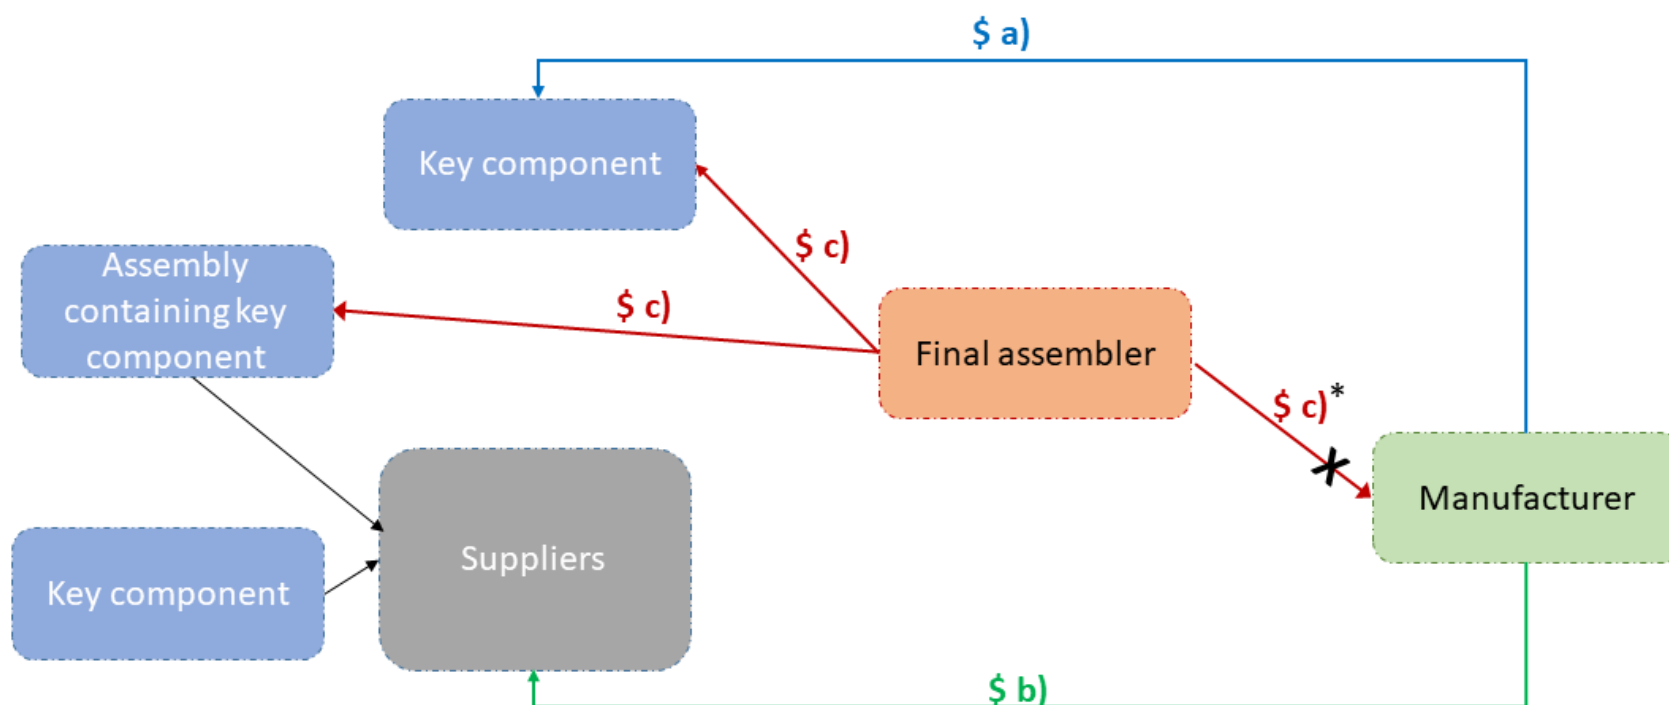 $ a)
Key component
$ c)
Assembly
containing key
component
$ c)
Final assembler
$ c)*
Manufacturer
Suppliers
Key component
$ b)